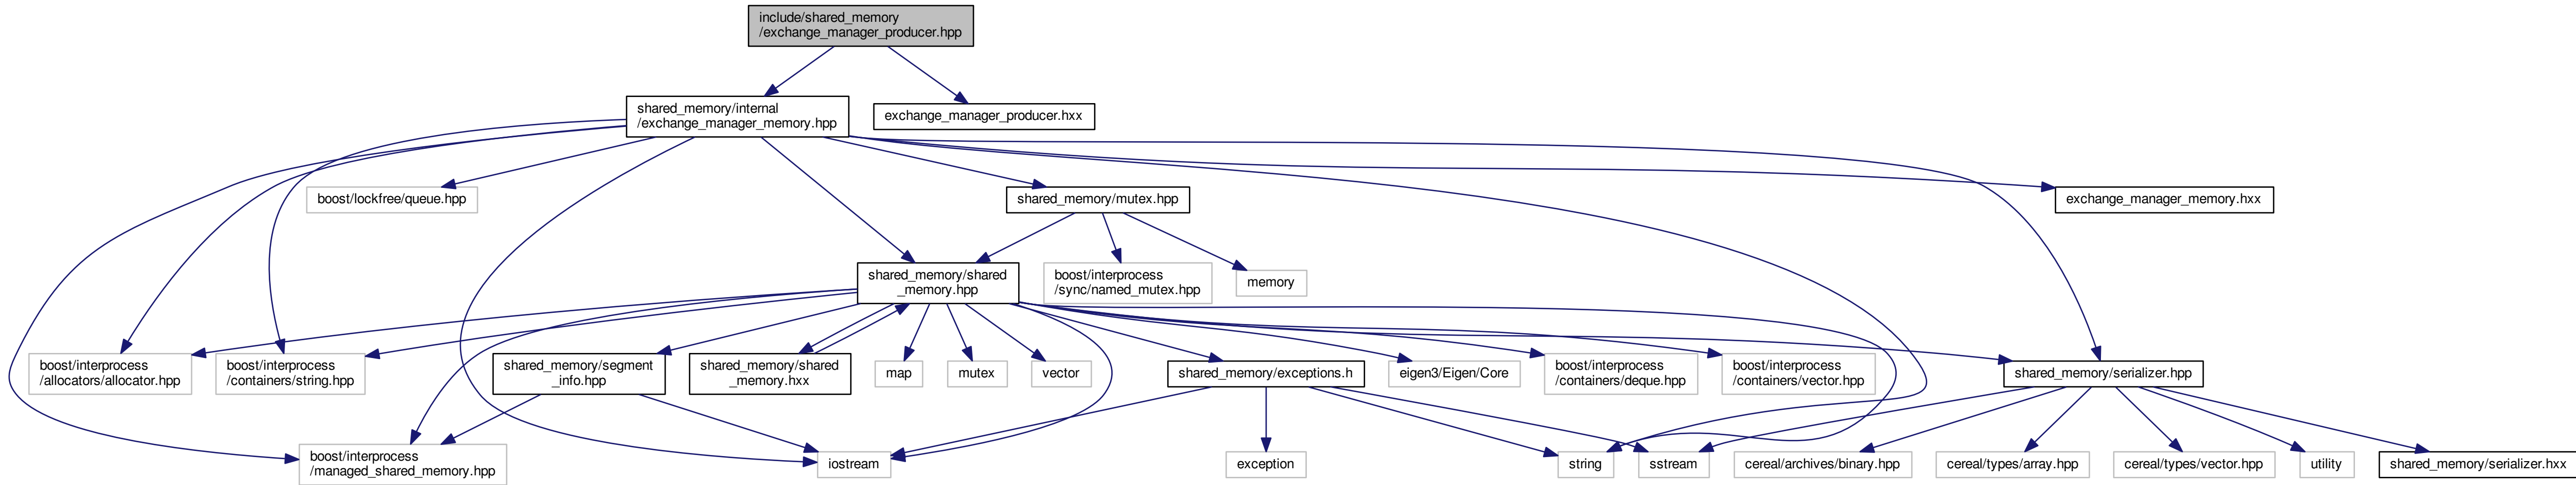 include/shared_memory
/exchange_manager_producer.hpp
shared_memory/internal
/exchange_manager_memory.hpp
exchange_manager_producer.hxx
boost/lockfree/queue.hpp
shared_memory/mutex.hpp
exchange_manager_memory.hxx
shared_memory/shared
_memory.hpp
boost/interprocess
/sync/named_mutex.hpp
memory
boost/interprocess
/allocators/allocator.hpp
boost/interprocess
/containers/string.hpp
shared_memory/segment
_info.hpp
shared_memory/shared
_memory.hxx
map
mutex
vector
shared_memory/exceptions.h
eigen3/Eigen/Core
boost/interprocess
/containers/deque.hpp
boost/interprocess
/containers/vector.hpp
shared_memory/serializer.hpp
boost/interprocess
/managed_shared_memory.hpp
iostream
exception
string
sstream
cereal/archives/binary.hpp
cereal/types/array.hpp
cereal/types/vector.hpp
utility
shared_memory/serializer.hxx